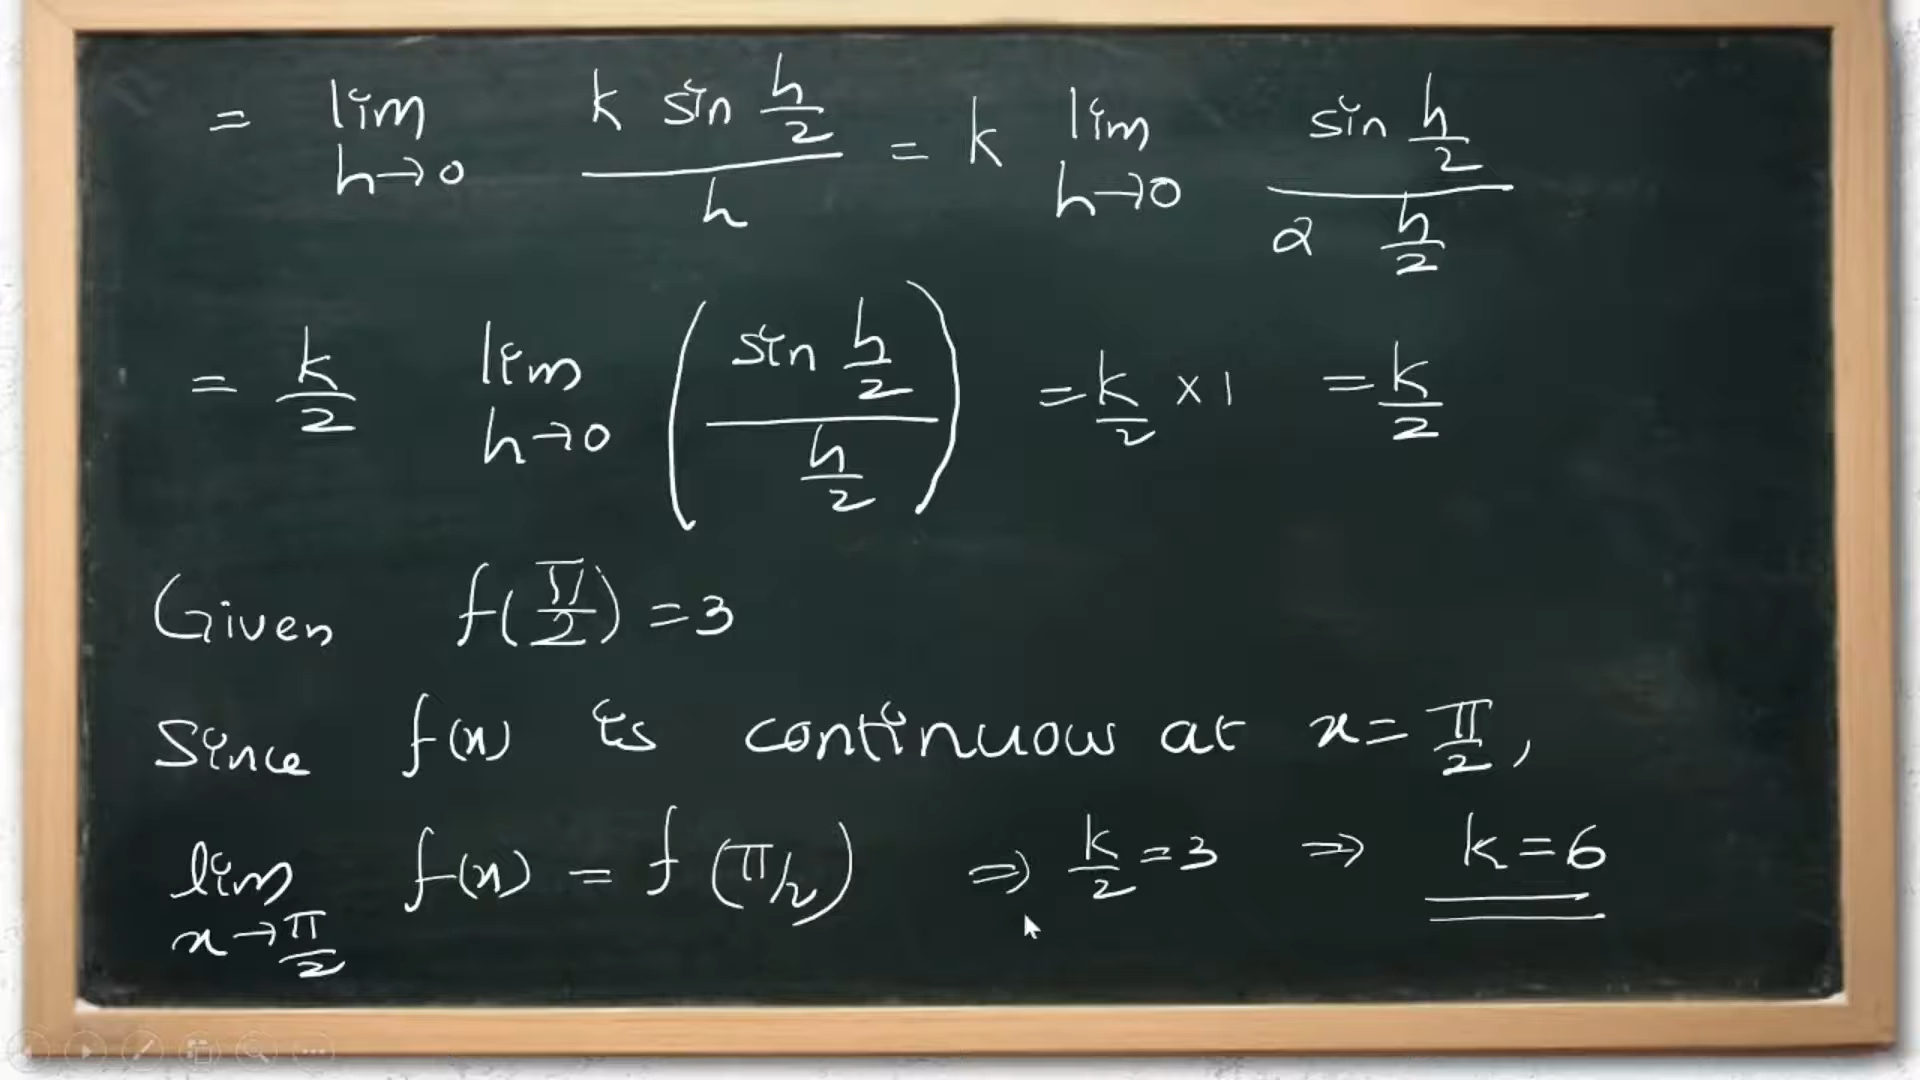 = lim h→0 k sin h/2 / h = k lim h→0 sin h/2 / 2 h/2
= k/2 lim h→0 (sin h/2 / h/2) = k/2 × 1 = k/2
Given f(π/2) = 3
Since f(x) is continuous at x = π/2,
lim x→π/2 f(x) = f(π/2) ⇒ k/2 = 3 ⇒ k = 6